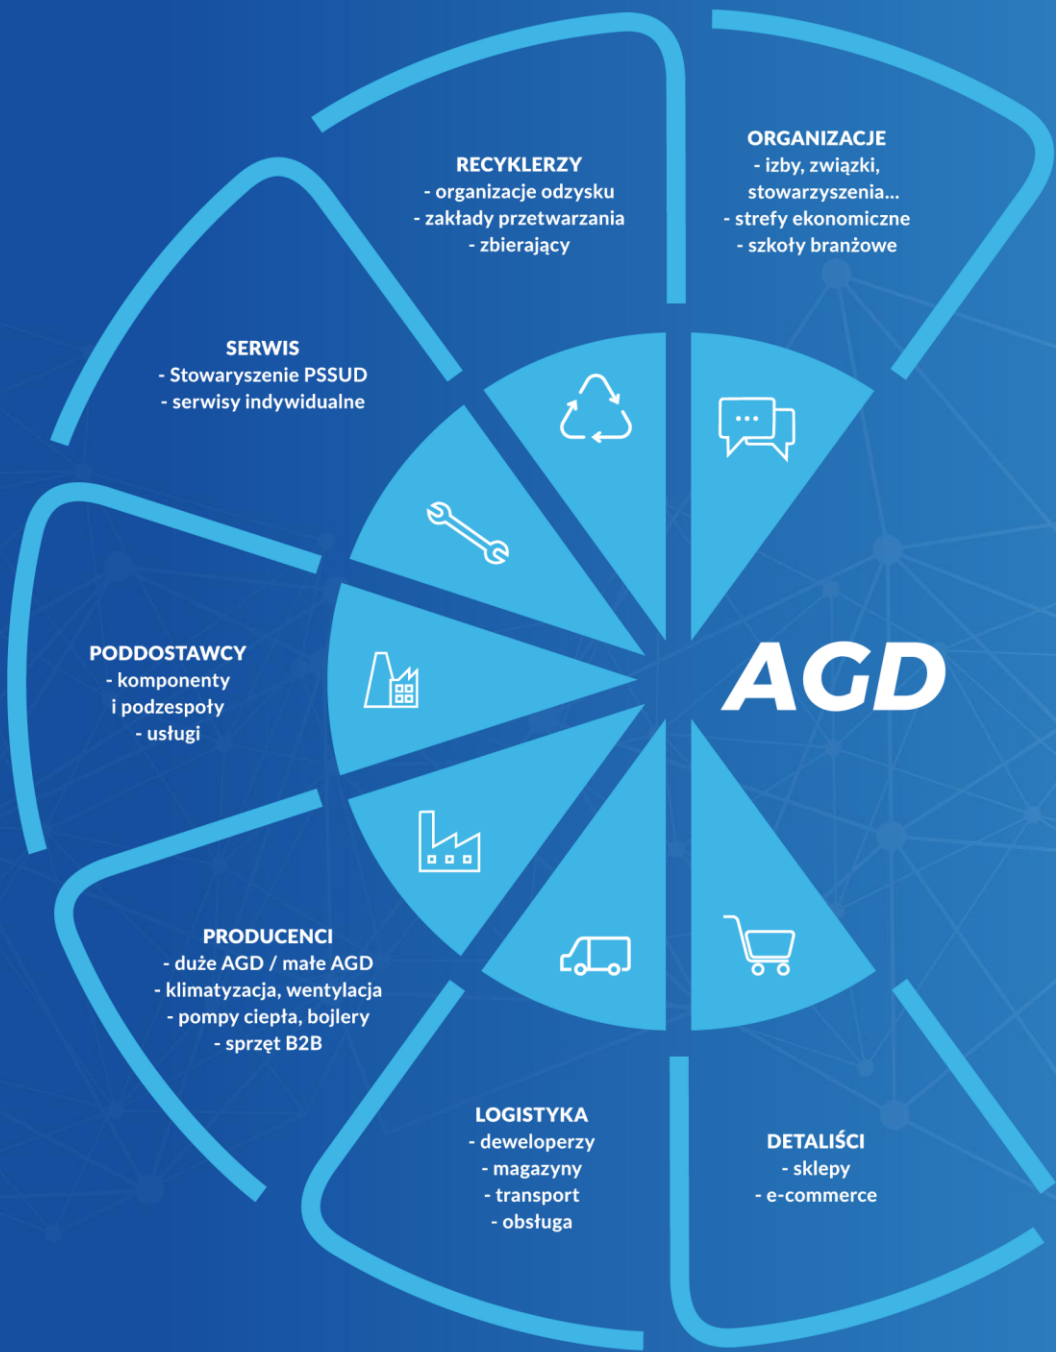 RECYKLERZY
- organizacje odzysku
- zakłady przetwarzania
- zbierający
ORGANIZACJE
- izby, związki,
stowarzyszenia...
- strefy ekonomiczne
- szkoły branżowe
SERWIS
- Stowaryszenie PSSUD
- serwisy indywidualne
PODDOSTAWCY
- komponenty
i podzespoły
- usługi
AGD
PRODUCENCI
- duże AGD / małe AGD
- klimatyzacja, wentylacja
- pompy ciepła, bojlery
- sprzęt B2B
LOGISTYKA
- deweloperzy
- magazyny
- transport
- obsługa
DETALIŚCI
- sklepy
- e-commerce